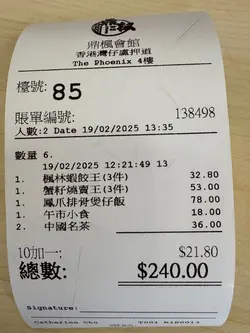 鼎楓會館
香港灣仔盧押道
The Phoenix 4樓
檯號: 85
賬單編號: 138498
人數:2 Date 19/02/2025 13:35
數量 6.
19/02/2025 12:21:49 13
1. 楓林蝦餃王(3件) 32.80
1. 蟹籽燒賣王(3件) 53.00
1. 鳳爪排骨煲仔飯 78.00
1. 午市小食 18.00
2. 中國名茶 36.00
10加一: $21.80
總數: $240.00
Signature: